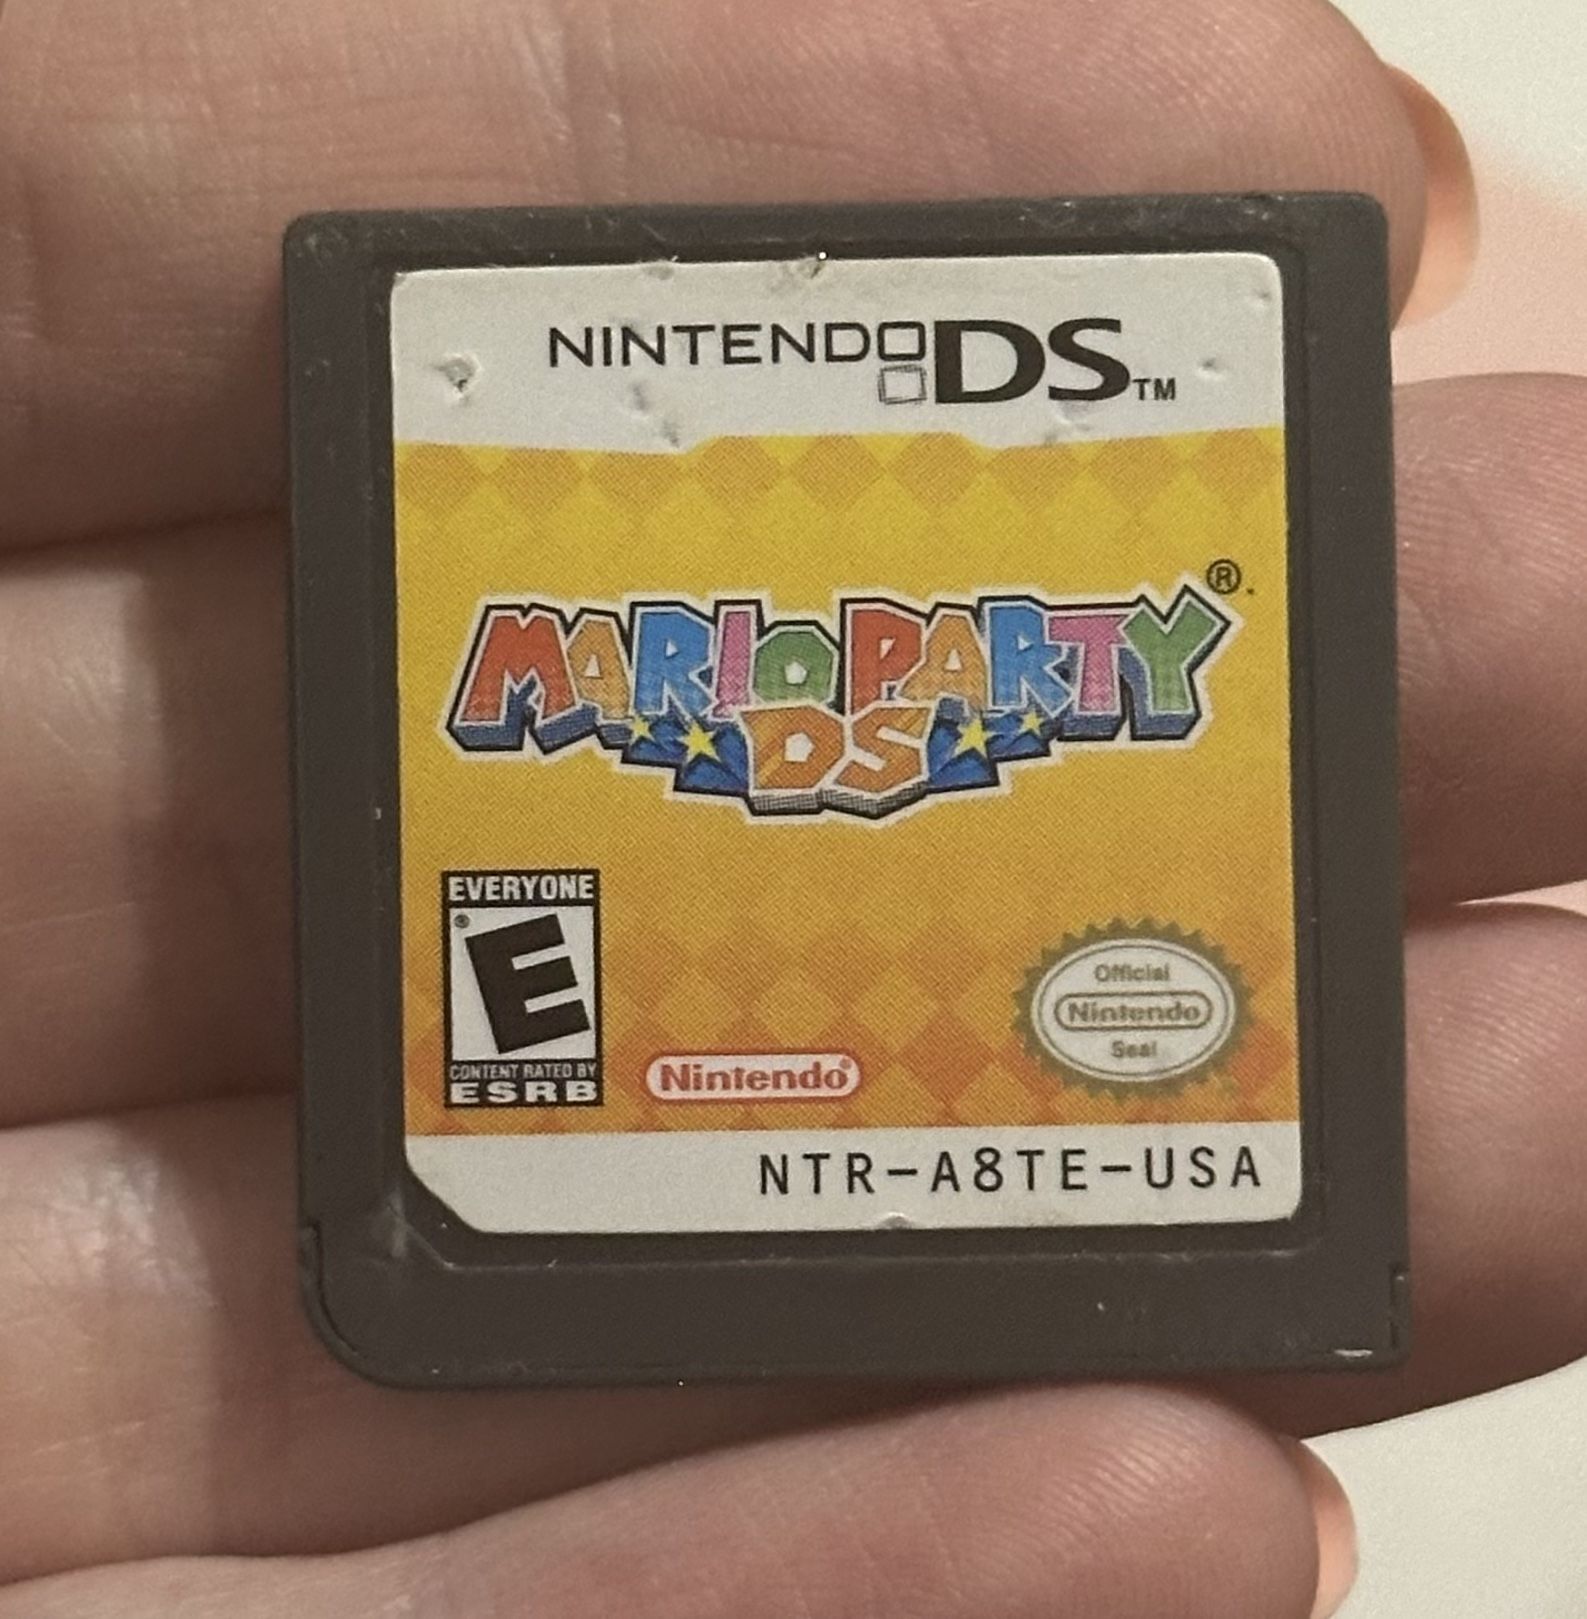 NINTENDO DS™
MARIO PARTY®
DS
EVERYONE
E®
CONTENT RATED BY
ESRB
Nintendo®
Official
Nintendo
Seal
NTR-A8TE-USA